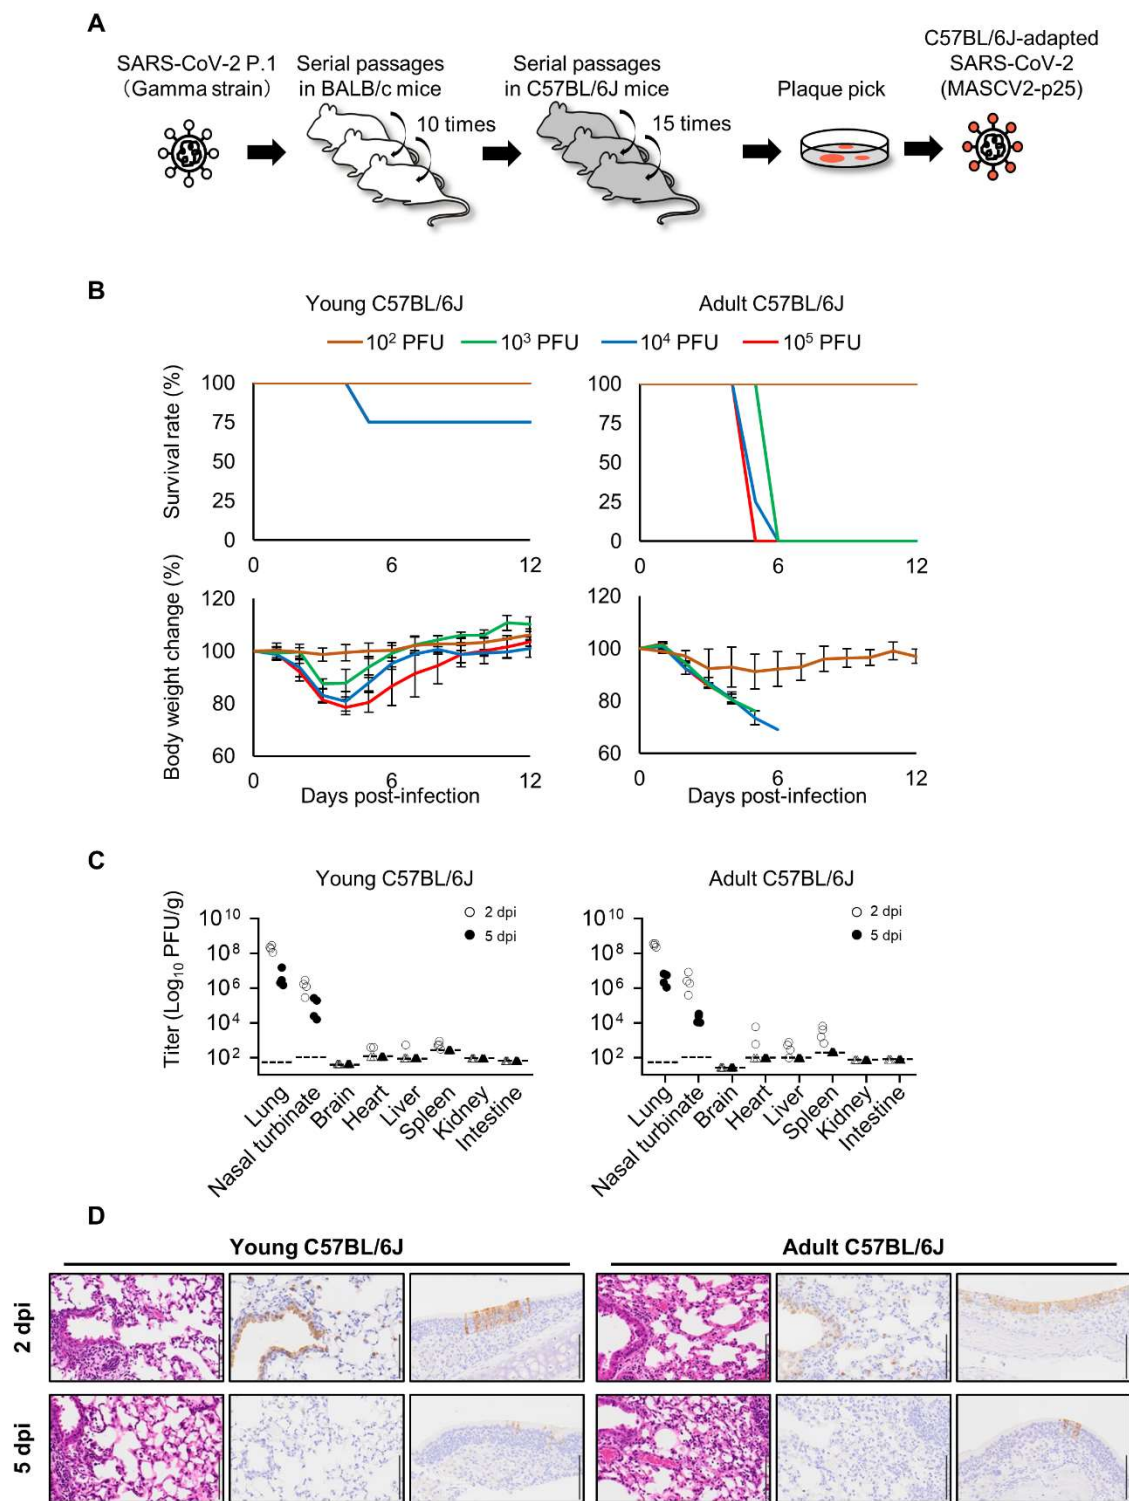 A
SARS-CoV-2 P.1
(Gamma strain)
Serial passages
in BALB/c mice
10 times
Serial passages
in C57BL/6J mice
15 times
Plaque pick
C57BL/6J-adapted
SARS-CoV-2
(MASCV2-p25)
B
Young C57BL/6J
Adult C57BL/6J
10² PFU
10³ PFU
10⁴ PFU
10⁵ PFU
Survival rate (%)
100
75
50
25
0
0
6
12
100
75
50
25
0
0
6
12
Body weight change (%)
120
100
80
60
0
6
12
Days post-infection
120
100
80
60
0
6
12
Days post-infection
C
Young C57BL/6J
Titer (Log₁₀ PFU/g)
10¹⁰
10⁸
10⁶
10⁴
10²
2 dpi
5 dpi
Lung
Nasal turbinate
Brain
Heart
Liver
Spleen
Kidney
Intestine
Adult C57BL/6J
10¹⁰
10⁸
10⁶
10⁴
10²
2 dpi
5 dpi
Lung
Nasal turbinate
Brain
Heart
Liver
Spleen
Kidney
Intestine
D
Young C57BL/6J
Adult C57BL/6J
2 dpi
5 dpi